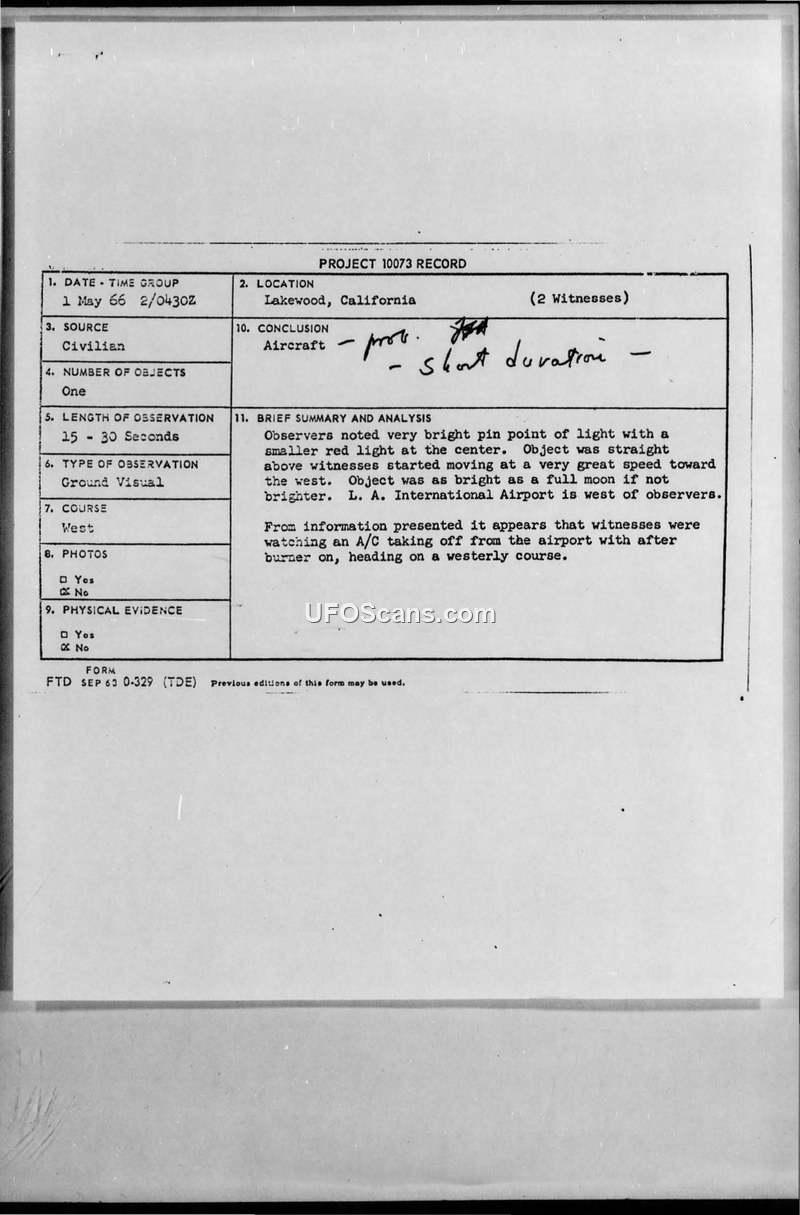 PROJECT 10073 RECORD
1. DATE - TIME GROUP
1 May 66 2/0430Z
2. LOCATION
Lakewood, California (2 Witnesses)
3. SOURCE
Civilian
10. CONCLUSION
Aircraft — prob.
- short duration —
4. NUMBER OF OBJECTS
One
5. LENGTH OF OBSERVATION
15 - 30 Seconds
11. BRIEF SUMMARY AND ANALYSIS
Observers noted very bright pin point of light with a
smaller red light at the center. Object was straight
above witnesses started moving at a very great speed toward
the west. Object was as bright as a full moon if not
brighter. L. A. International Airport is west of observers.
From information presented it appears that witnesses were
watching an A/C taking off from the airport with after
burner on, heading on a westerly course.
6. TYPE OF OBSERVATION
Ground Visual
7. COURSE
West
8. PHOTOS
☐ Yes
☒ No
9. PHYSICAL EVIDENCE
☐ Yes
☒ No
UFOScans.com
FORM
FTD SEP 63 0-329 (TDE) Previous editions of this form may be used.